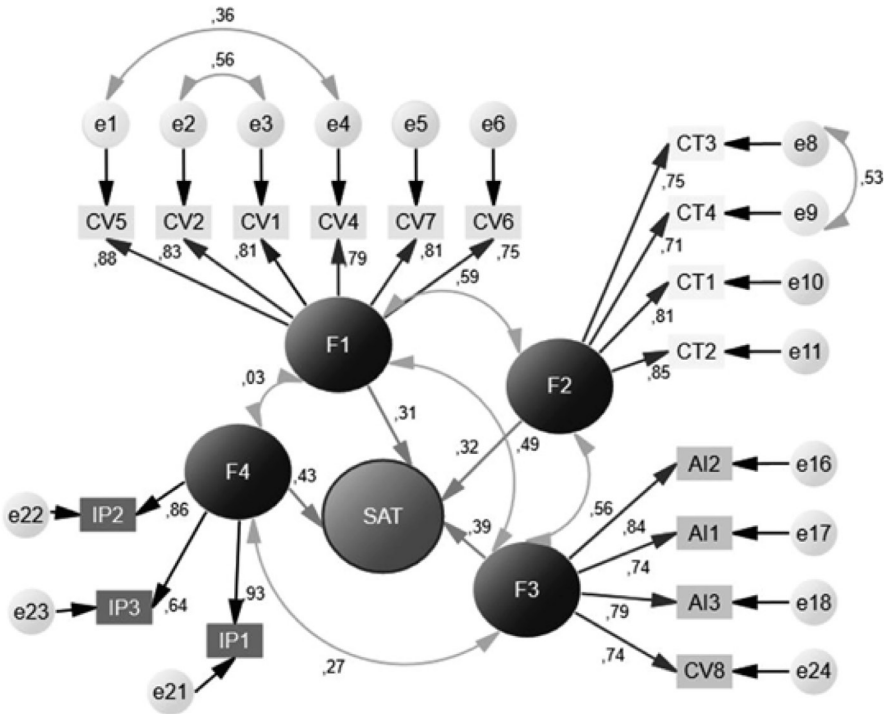 ,36
,56
e1 e2 e3 e4 e5 e6
CV5 CV2 CV1 CV4 CV7 CV6
,88 ,83 ,81 ,79 ,81 ,75
CT3 e8
,75
,53
CT4 e9
,71
CT1 e10
,81
CT2 e11
,85
,59
F1
F2
,03
,31
,32
,49
F4
,43
SAT
,39
F3
e22 IP2 ,86
e23 IP3 ,64
,93
IP1
e21
,27
AI2 e16
,56
AI1 e17
,84
,74
AI3 e18
,79
CV8 e24
,74